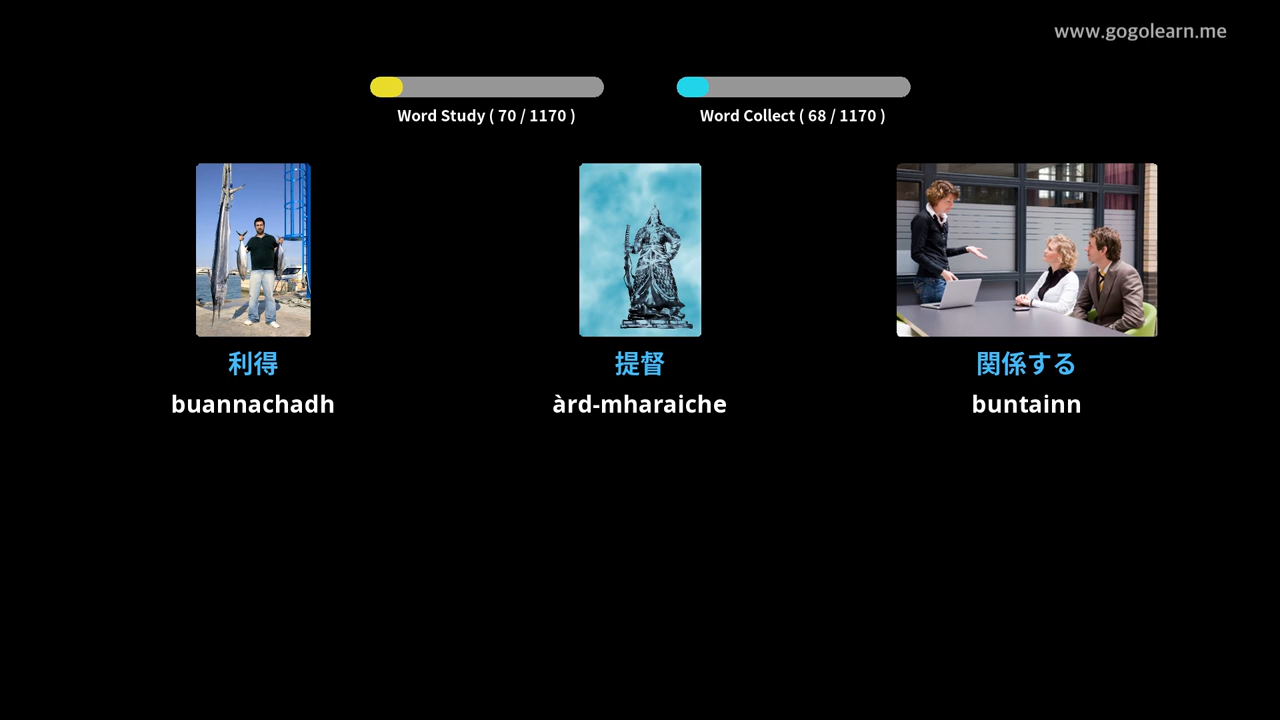 www.gogolearn.me
Word Study ( 70 / 1170 )
Word Collect ( 68 / 1170 )
利得
提督
関係する
buannachadh
àrd-mharaiche
buntainn